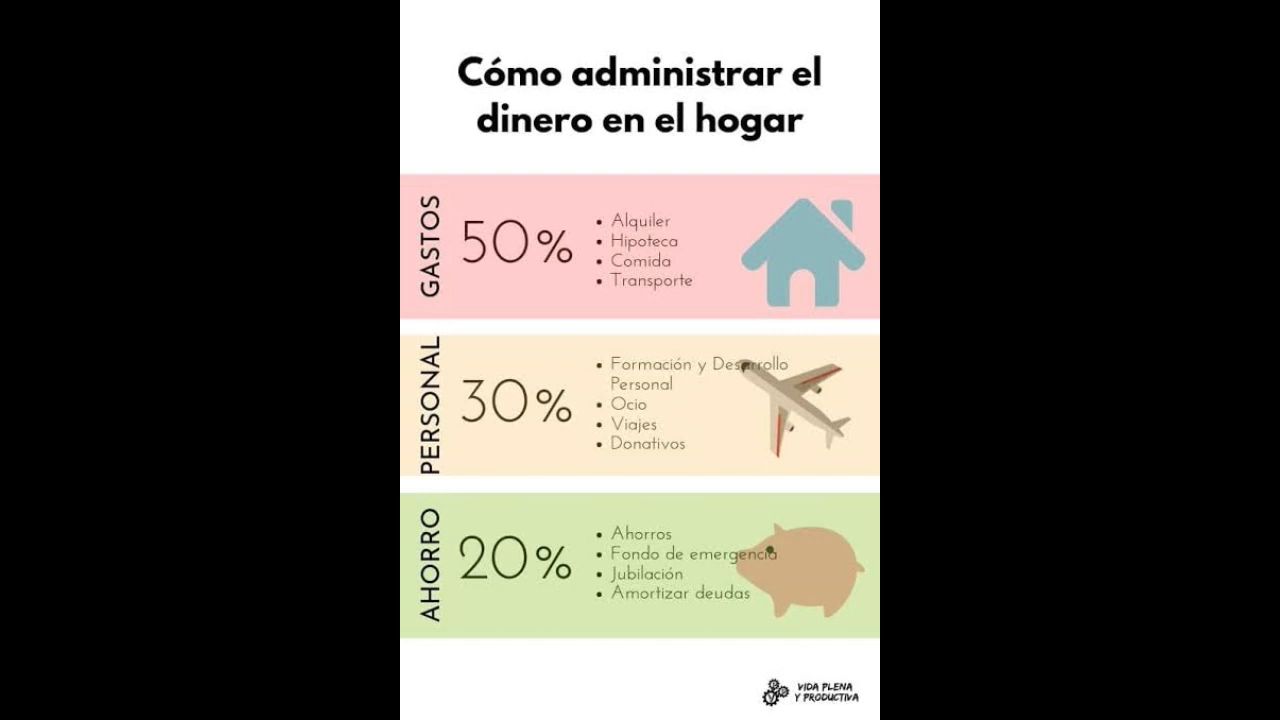 Cómo administrar el
dinero en el hogar
GASTOS
50%
• Alquiler
• Hipoteca
• Comida
• Transporte
PERSONAL
30%
• Formación y Desarrollo
Personal
• Ocio
• Viajes
• Donativos
AHORRO
20%
• Ahorros
• Fondo de emergencia
• Jubilación
• Amortizar deudas
VIDA PLENA
Y PRODUCTIVA